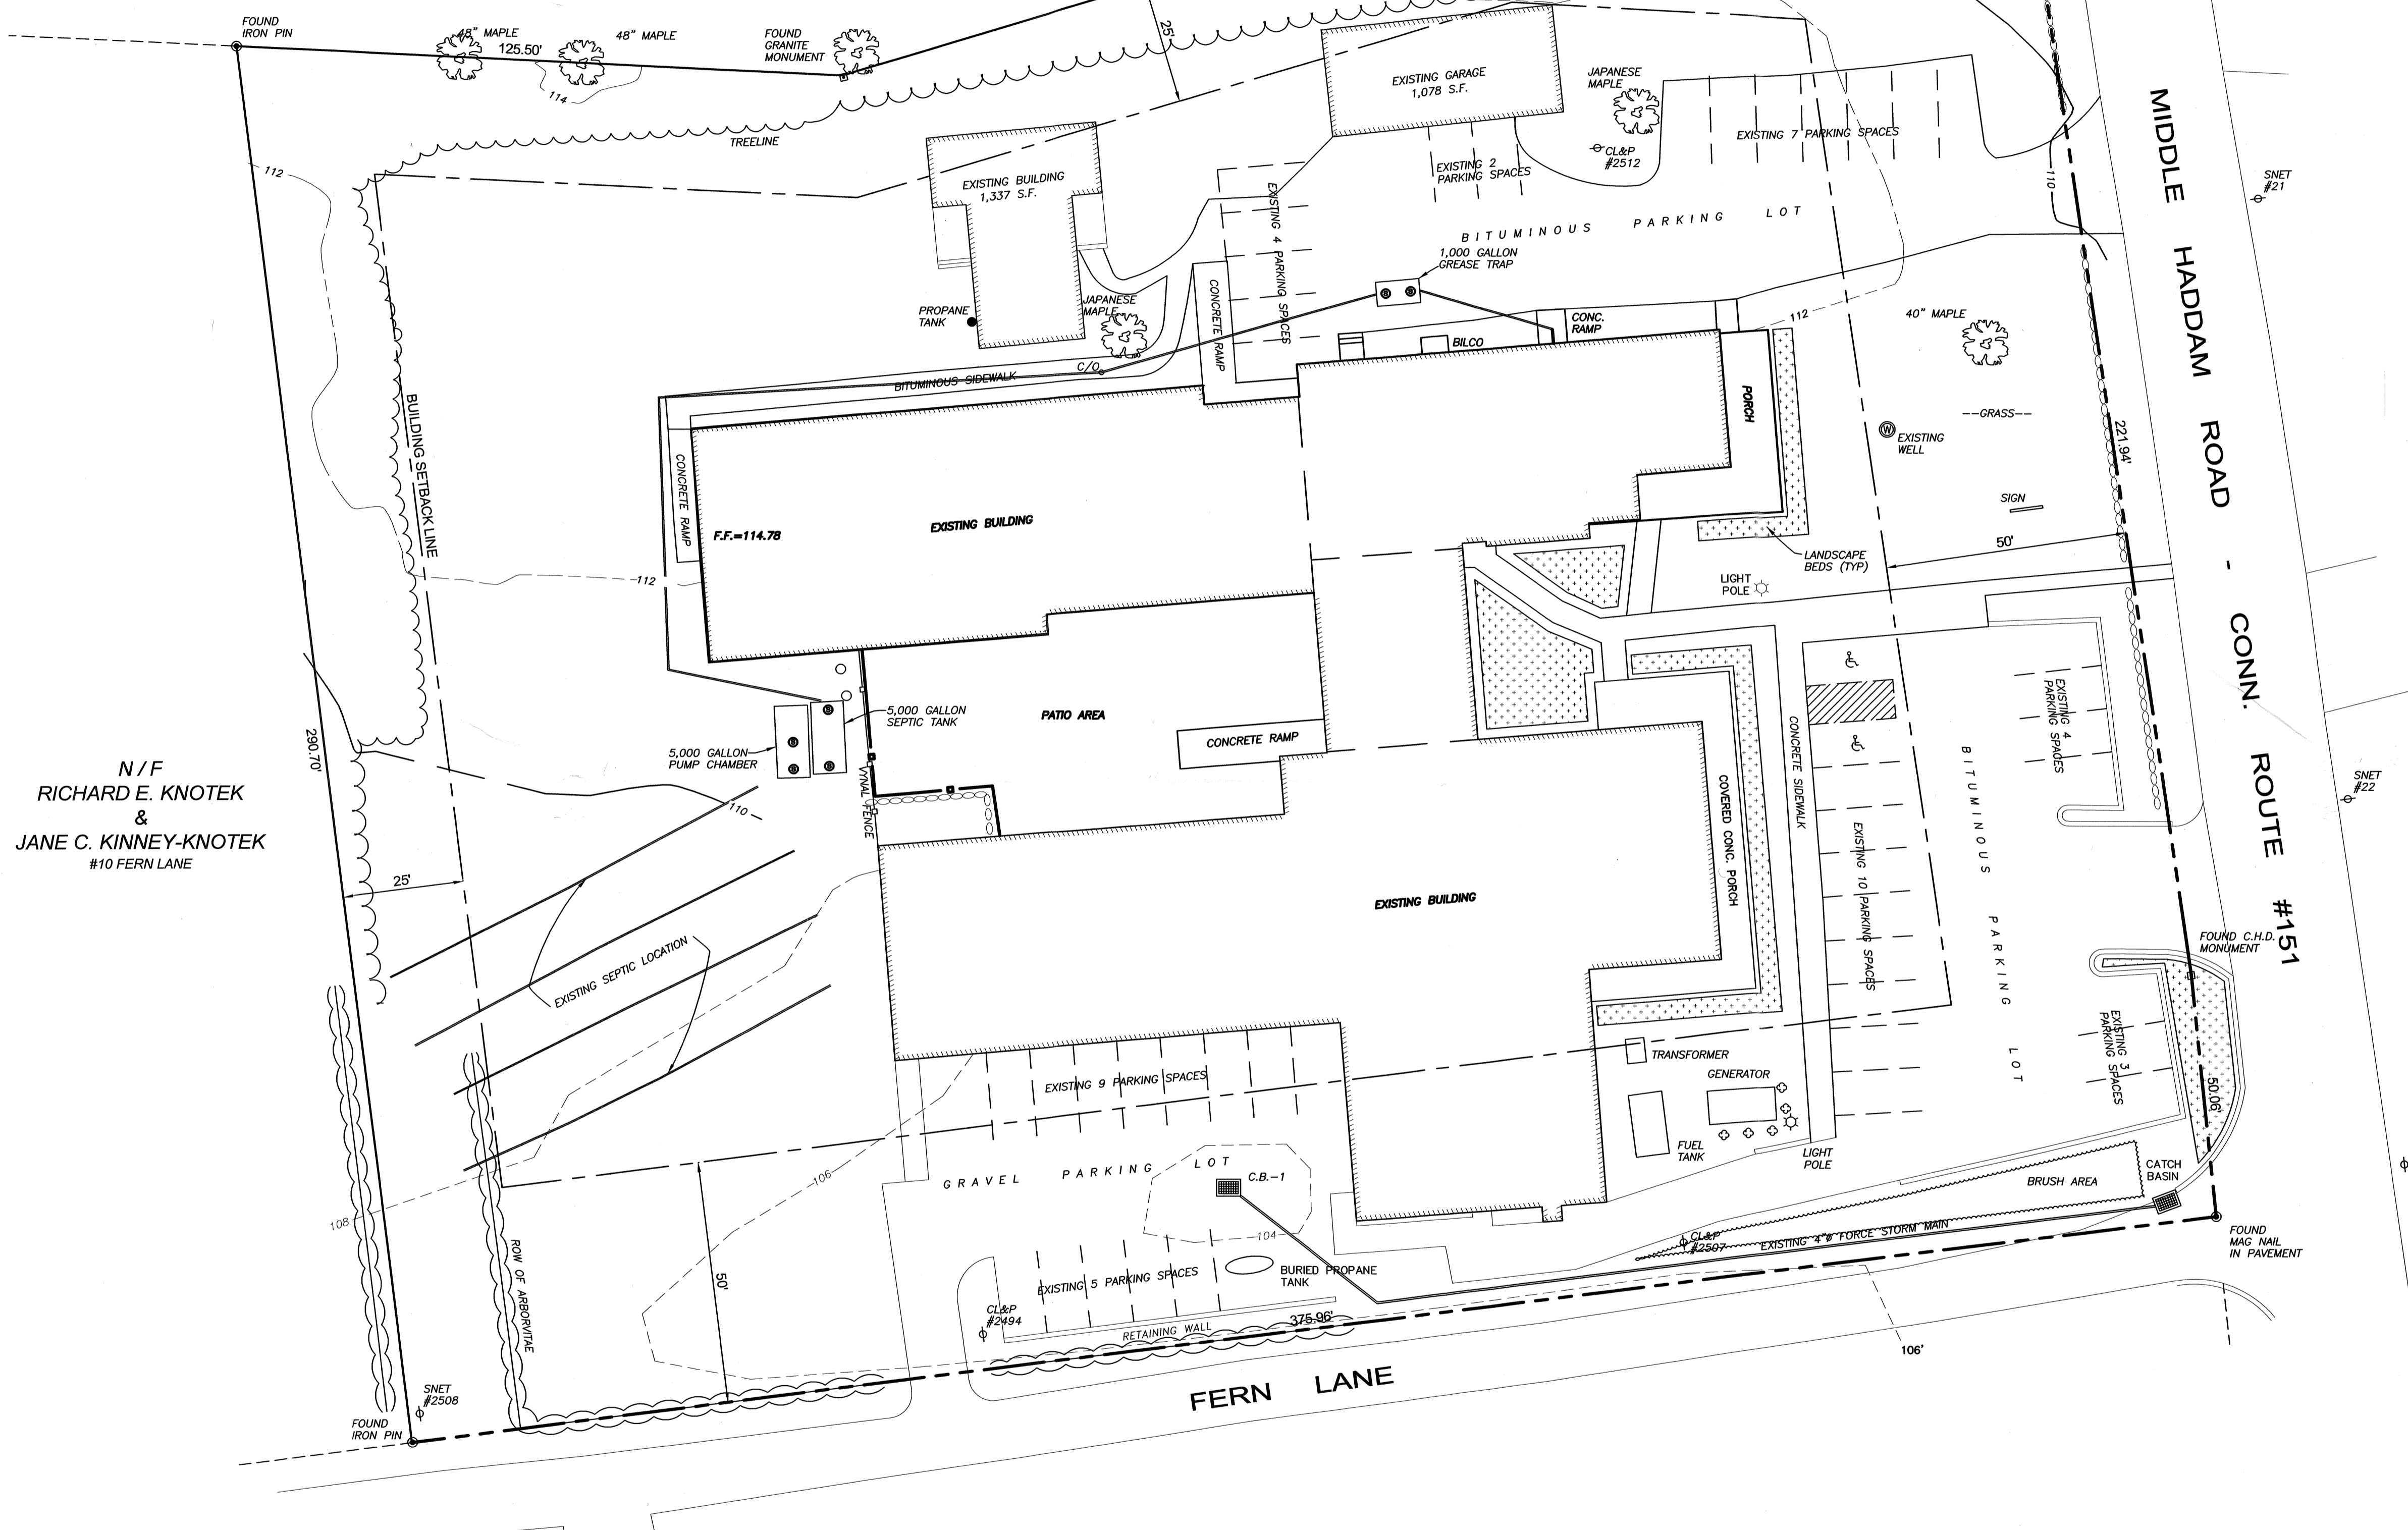 FOUND
IRON PIN
48" MAPLE
125.50'
48" MAPLE
FOUND
GRANITE
MONUMENT
114
25'
TREELINE
112
EXISTING GARAGE
1,078 S.F.
JAPANESE
MAPLE
EXISTING 7 PARKING SPACES
CL&P
#2512
EXISTING 2
PARKING SPACES
EXISTING BUILDING
1,337 S.F.
EXISTING 4 PARKING SPACES
BITUMINOUS PARKING LOT
110
SNET
#21
MIDDLE HADDAM ROAD - CONN. ROUTE #151
1,000 GALLON
GREASE TRAP
PROPANE
TANK
JAPANESE
MAPLE
CONCRETE RAMP
CONC.
RAMP
BILCO
112
40" MAPLE
C/O
BITUMINOUS SIDEWALK
PORCH
--GRASS--
W
EXISTING
WELL
221.94'
BUILDING SETBACK LINE
CONCRETE RAMP
F.F.=114.78
EXISTING BUILDING
SIGN
50'
LANDSCAPE
BEDS (TYP)
LIGHT
POLE
112
5,000 GALLON
SEPTIC TANK
PATIO AREA
CONCRETE RAMP
5,000 GALLON
PUMP CHAMBER
VYNAL FENCE
110
290.70'
N/F
RICHARD E. KNOTEK
&
JANE C. KINNEY-KNOTEK
#10 FERN LANE
25'
CONCRETE SIDEWALK
COVERED CONC. PORCH
EXISTING 10 PARKING SPACES
BITUMINOUS PARKING LOT
EXISTING 4
PARKING SPACES
SNET
#22
EXISTING BUILDING
EXISTING SEPTIC LOCATION
FOUND C.H.D.
MONUMENT
EXISTING 3
PARKING SPACES
50.06'
TRANSFORMER
GENERATOR
FUEL
TANK
LIGHT
POLE
EXISTING 9 PARKING SPACES
GRAVEL PARKING LOT
106
C.B.-1
104
108
CATCH
BASIN
BRUSH AREA
CL&P
#2507
EXISTING 4"Ø FORCE STORM MAIN
FOUND
MAG NAIL
IN PAVEMENT
ROW OF ARBORVITAE
50'
EXISTING 5 PARKING SPACES
BURIED PROPANE
TANK
CL&P
#2494
RETAINING WALL
375.96'
106'
SNET
#2508
FOUND
IRON PIN
FERN LANE